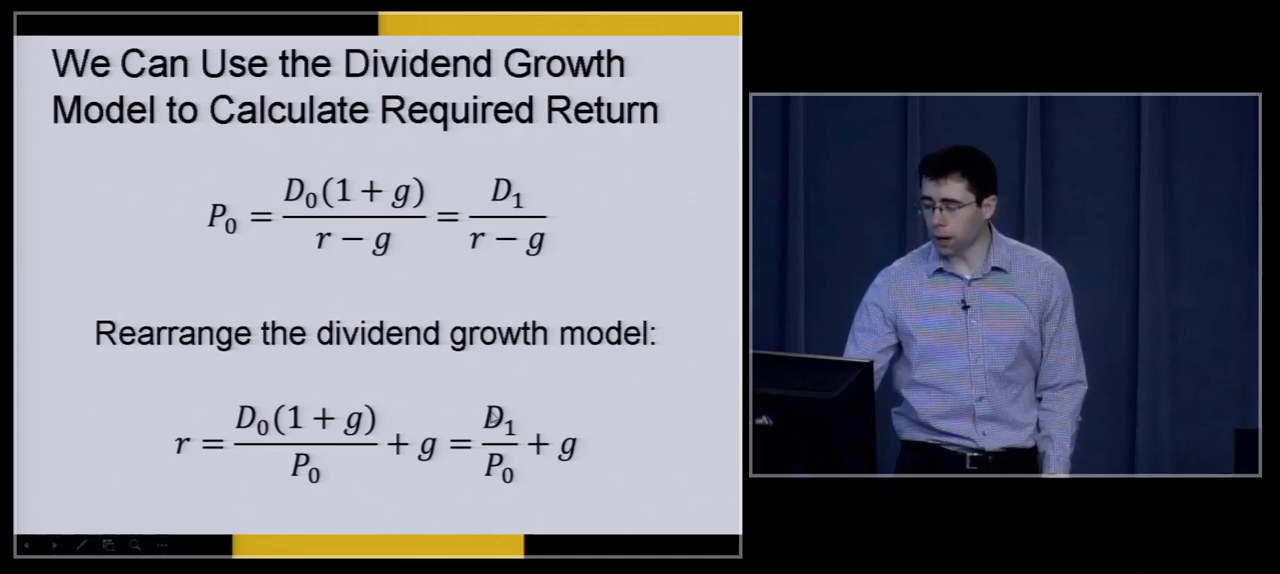 We Can Use the Dividend Growth
Model to Calculate Required Return
P₀ = D₀(1 + g) / r − g = D₁ / r − g
Rearrange the dividend growth model:
r = D₀(1 + g) / P₀ + g = D₁ / P₀ + g